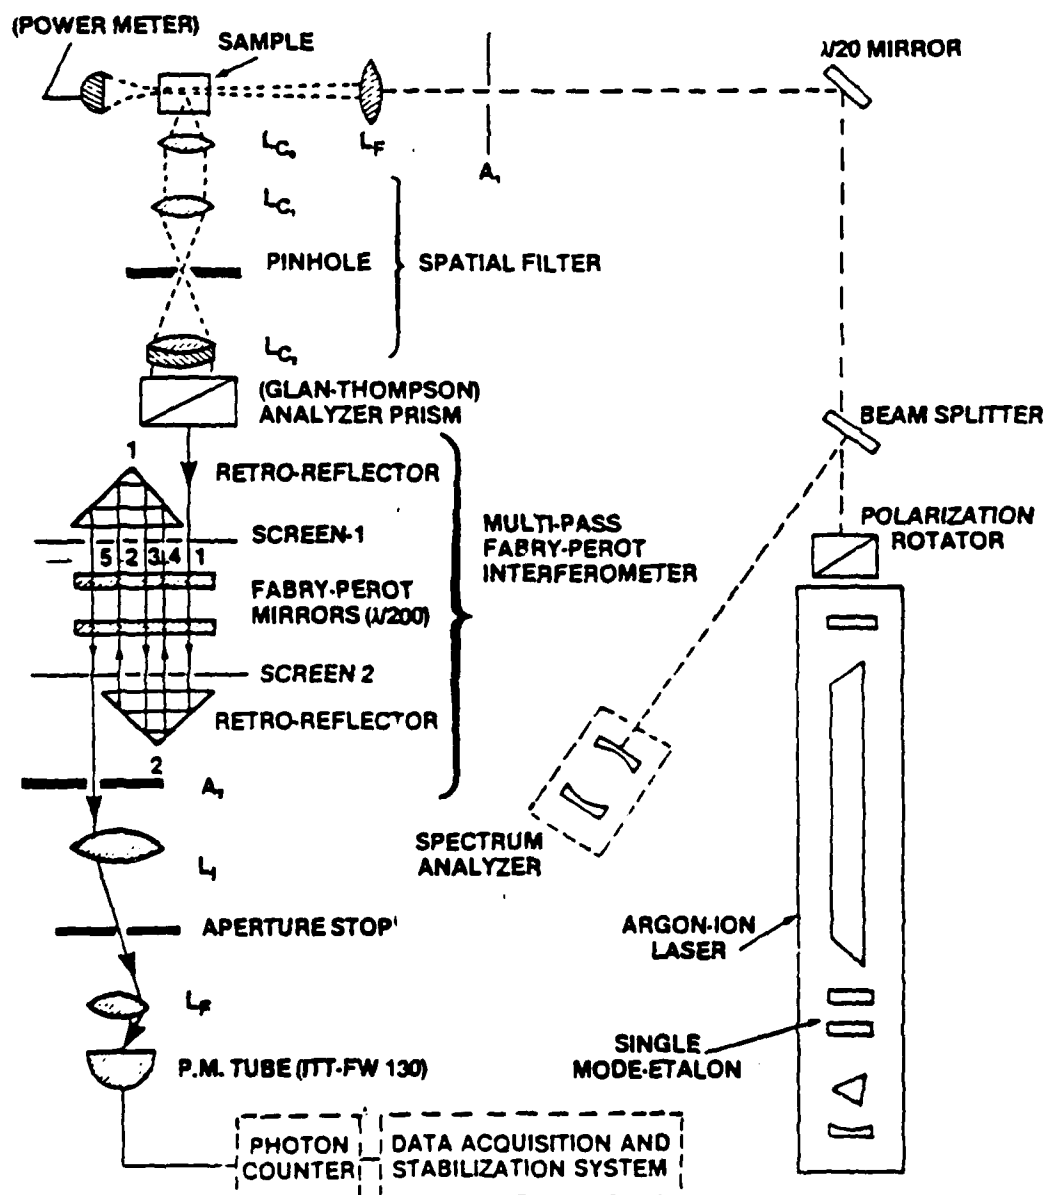 (POWER METER)
SAMPLE
λ/20 MIRROR
L_C₀
L_F
A₁
L_C₁
PINHOLE
SPATIAL FILTER
L_C₁
(GLAN-THOMPSON)
ANALYZER PRISM
BEAM SPLITTER
1
RETRO-REFLECTOR
SCREEN-1
5 2 3 4 1
MULTI-PASS
FABRY-PEROT
INTERFEROMETER
POLARIZATION
ROTATOR
FABRY-PEROT
MIRRORS (λ/200)
SCREEN 2
RETRO-REFLECTOR
2
A₁
SPECTRUM
ANALYZER
L_I
APERTURE STOP
ARGON-ION
LASER
L_F
SINGLE
MODE-ETALON
P.M. TUBE (ITT-FW 130)
PHOTON
COUNTER
DATA ACQUISITION AND
STABILIZATION SYSTEM